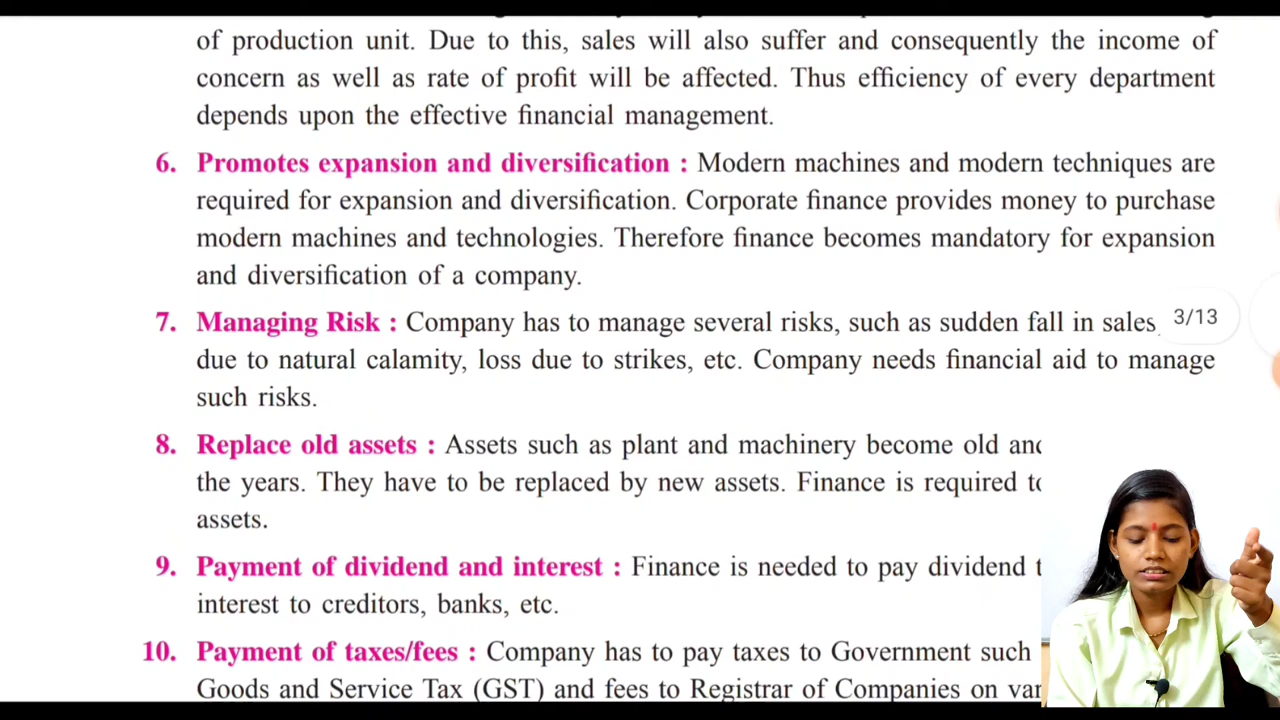 of production unit. Due to this, sales will also suffer and consequently the income of
concern as well as rate of profit will be affected. Thus efficiency of every department
depends upon the effective financial management.
6. Promotes expansion and diversification : Modern machines and modern techniques are
required for expansion and diversification. Corporate finance provides money to purchase
modern machines and technologies. Therefore finance becomes mandatory for expansion
and diversification of a company.
7. Managing Risk : Company has to manage several risks, such as sudden fall in sales
3/13
due to natural calamity, loss due to strikes, etc. Company needs financial aid to manage
such risks.
8. Replace old assets : Assets such as plant and machinery become old
the years. They have to be replaced by new assets. Finance is required
assets.
9. Payment of dividend and interest : Finance is needed to pay dividend
interest to creditors, banks, etc.
10. Payment of taxes/fees : Company has to pay taxes to Government such
Goods and Service Tax (GST) and fees to Registrar of Companies on